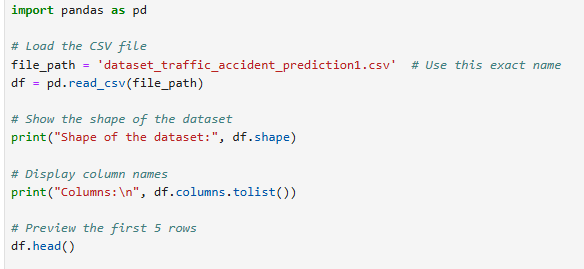 import pandas as pd
# Load the CSV file
file_path = 'dataset_traffic_accident_prediction1.csv'  # Use this exact name
df = pd.read_csv(file_path)
# Show the shape of the dataset
print("Shape of the dataset:", df.shape)
# Display column names
print("Columns:\n", df.columns.tolist())
# Preview the first 5 rows
df.head()